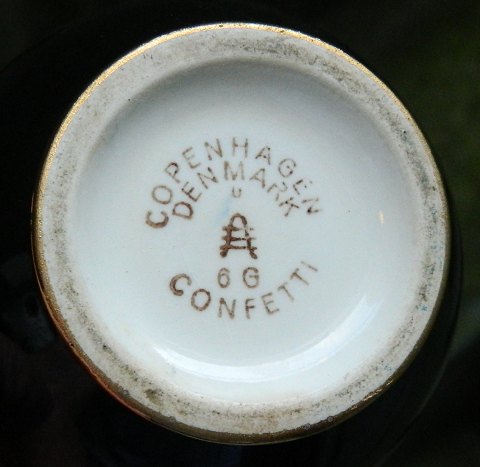 COPENHAGEN
DENMARK
U
A
6G
CONFETTI